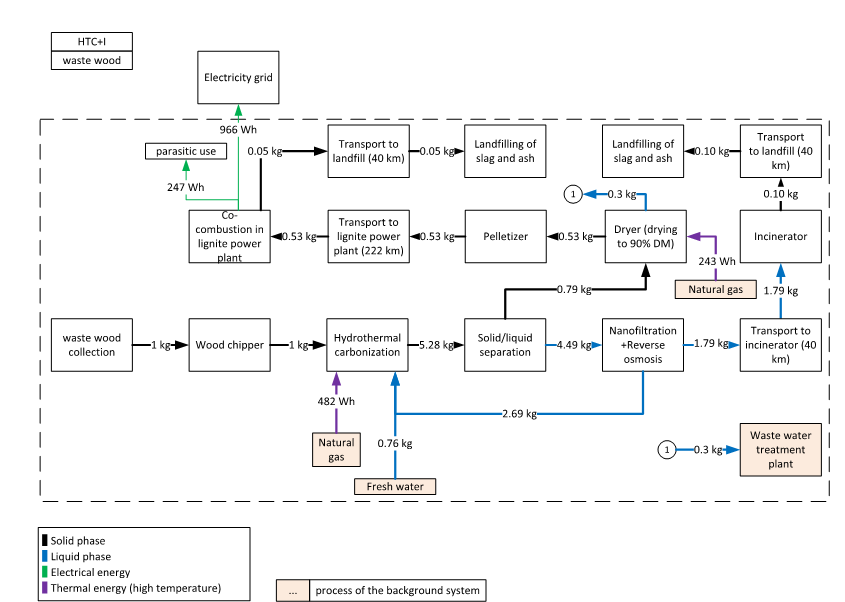 HTC+I
waste wood
Electricity grid
966 Wh
parasitic use
247 Wh
0.05 kg
Transport to
landfill (40 km)
0.05 kg
Landfilling of
slag and ash
Landfilling of
slag and ash
0.10 kg
Transport
to landfill (40
km)
0.10 kg
1
0.3 kg
Co-
combustion in
lignite power
plant
0.53 kg
Transport to
lignite power
plant (222 km)
0.53 kg
Pelletizer
0.53 kg
Dryer (drying
to 90% DM)
243 Wh
Natural gas
Incinerator
1.79 kg
0.79 kg
waste wood
collection
1 kg
Wood chipper
1 kg
Hydrothermal
carbonization
5.28 kg
Solid/liquid
separation
4.49 kg
Nanofiltration
+Reverse
osmosis
1.79 kg
Transport to
incinerator (40
km)
482 Wh
2.69 kg
Natural
gas
0.76 kg
Fresh water
1
0.3 kg
Waste water
treatment
plant
Solid phase
Liquid phase
Electrical energy
Thermal energy (high temperature)
...
process of the background system